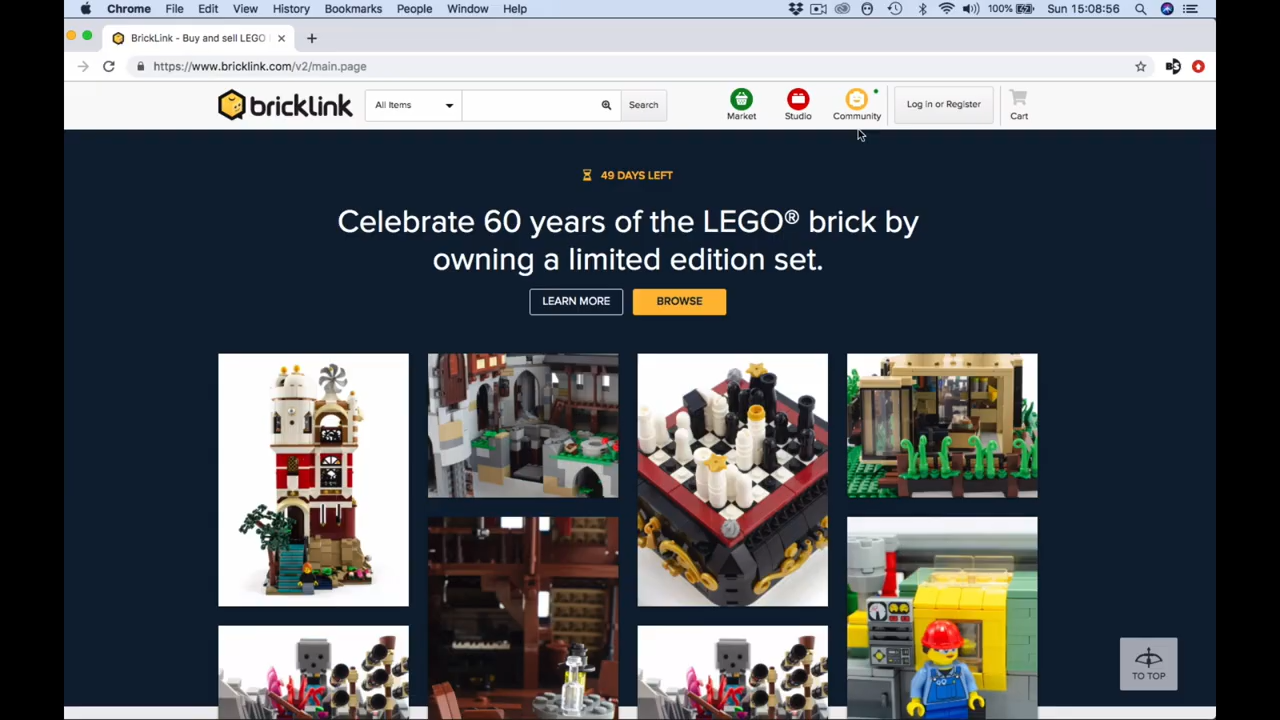 Chrome File Edit View History Bookmarks People Window Help 100% Sun 15:08:56
BrickLink - Buy and sell LEGO
https://www.bricklink.com/v2/main.page
bricklink All Items Search Market Studio Community Log In or Register Cart
49 DAYS LEFT
Celebrate 60 years of the LEGO® brick by
owning a limited edition set.
LEARN MORE BROWSE
TO TOP